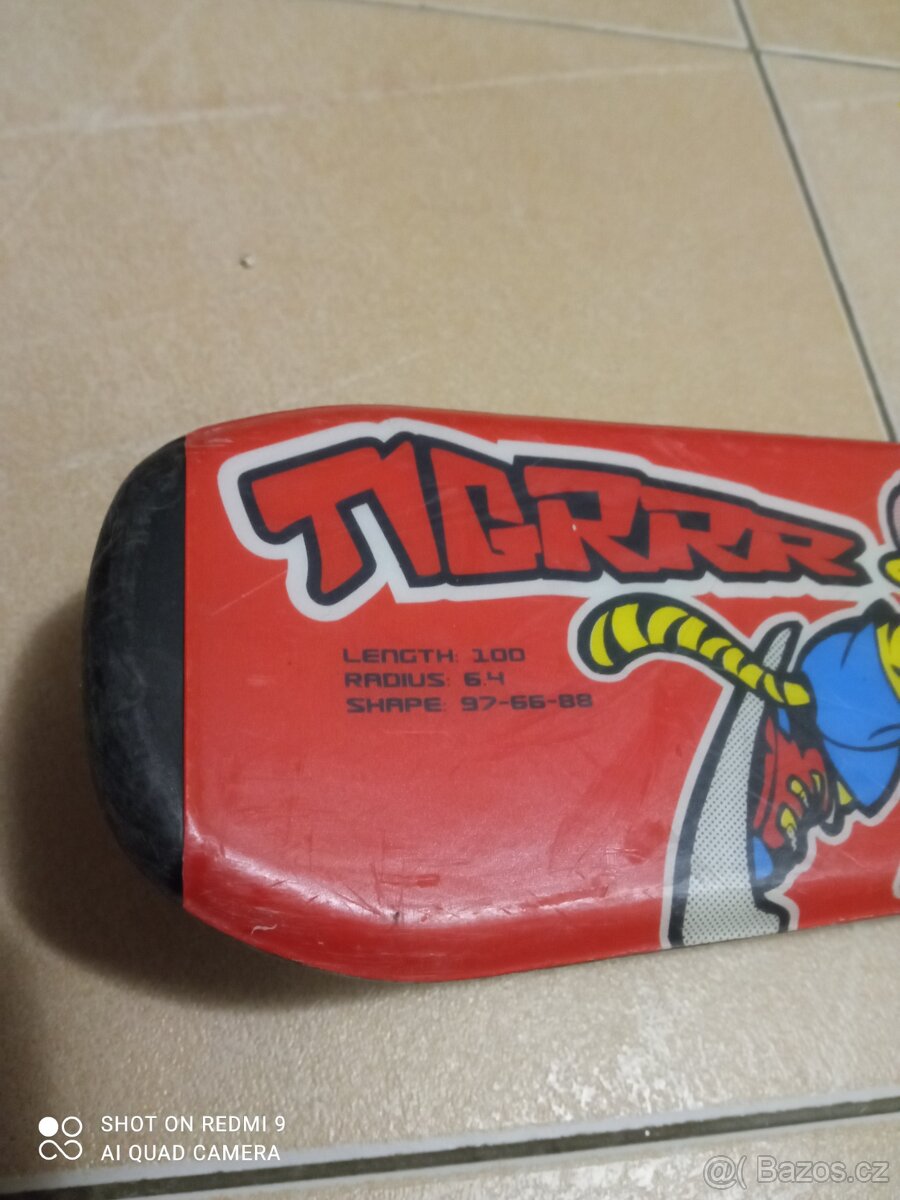 TIGRRR
LENGTH: 100
RADIUS: 6.4
SHAPE: 97-66-88
SHOT ON REDMI 9
AI QUAD CAMERA
@( Bazos.cz